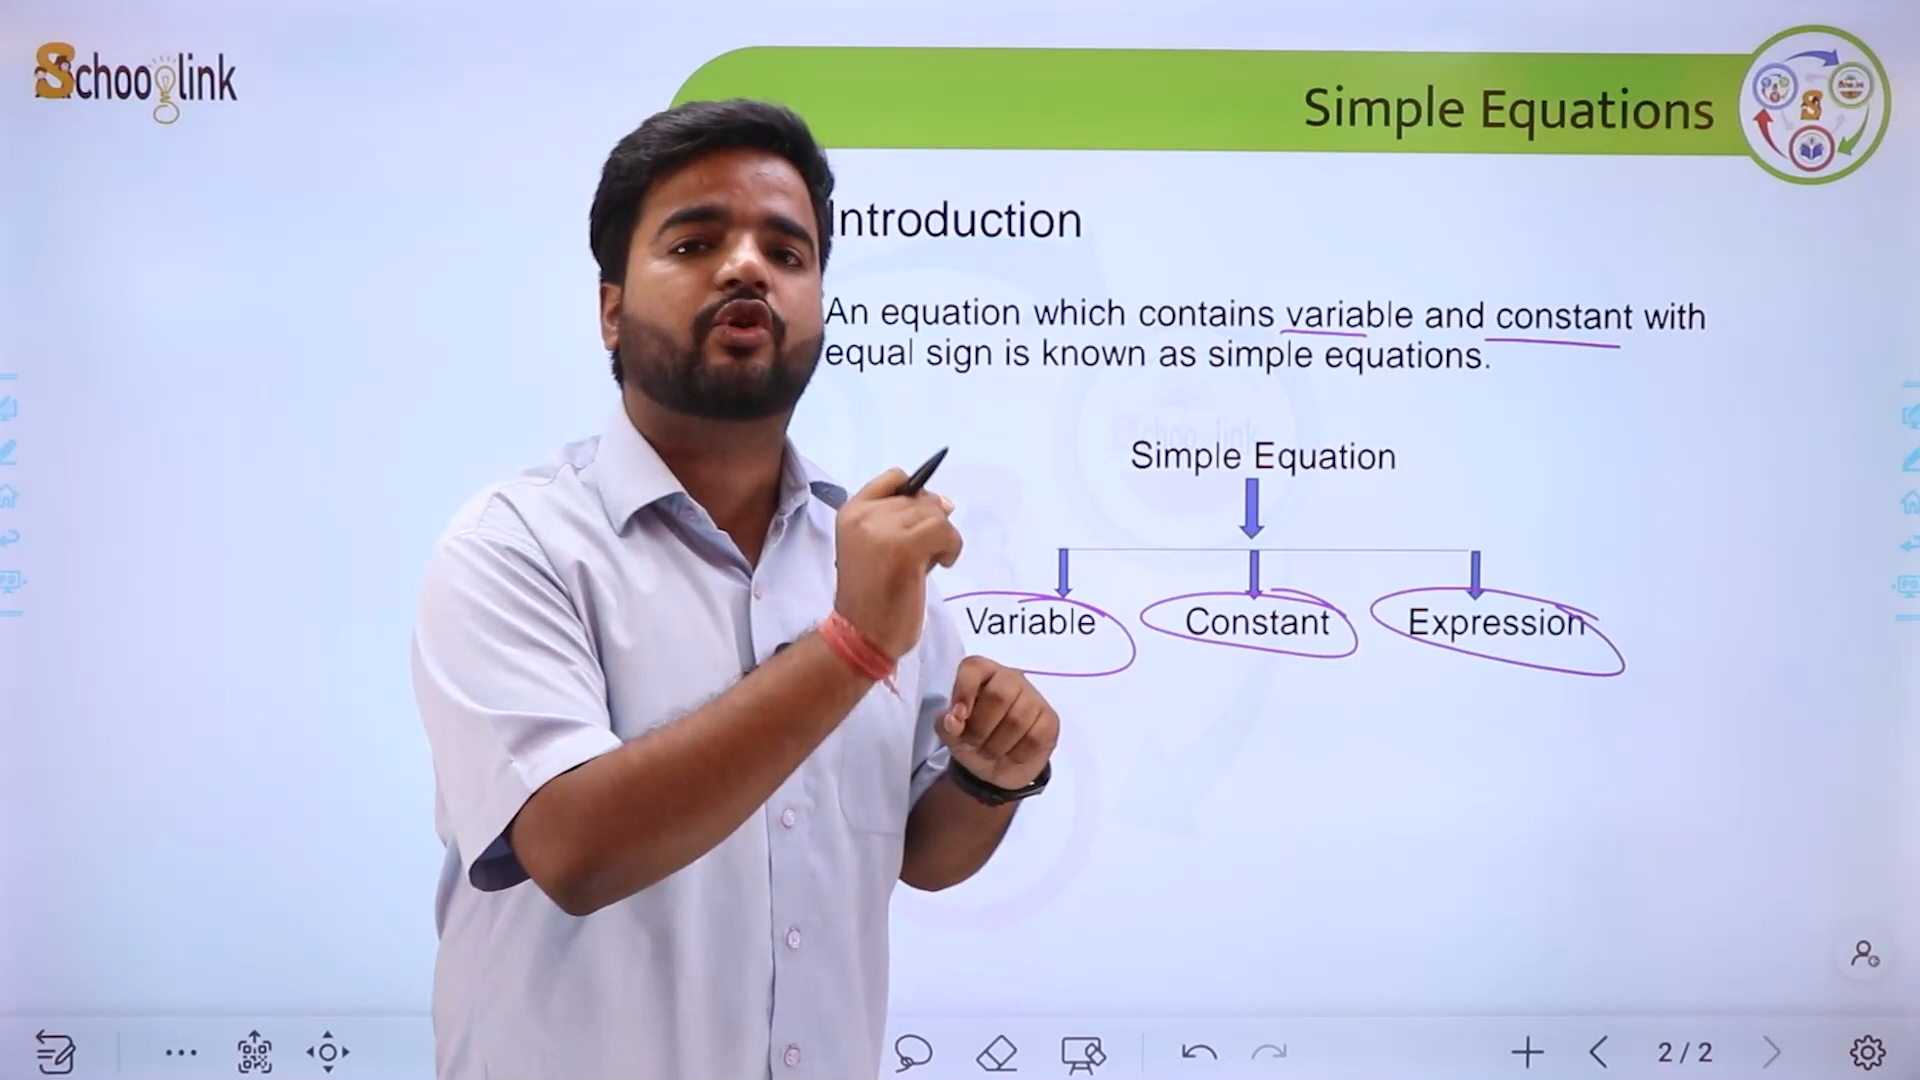 Schooglink
Simple Equations
Introduction
An equation which contains variable and constant with
equal sign is known as simple equations.
Simple Equation
Variable Constant Expression
2/2